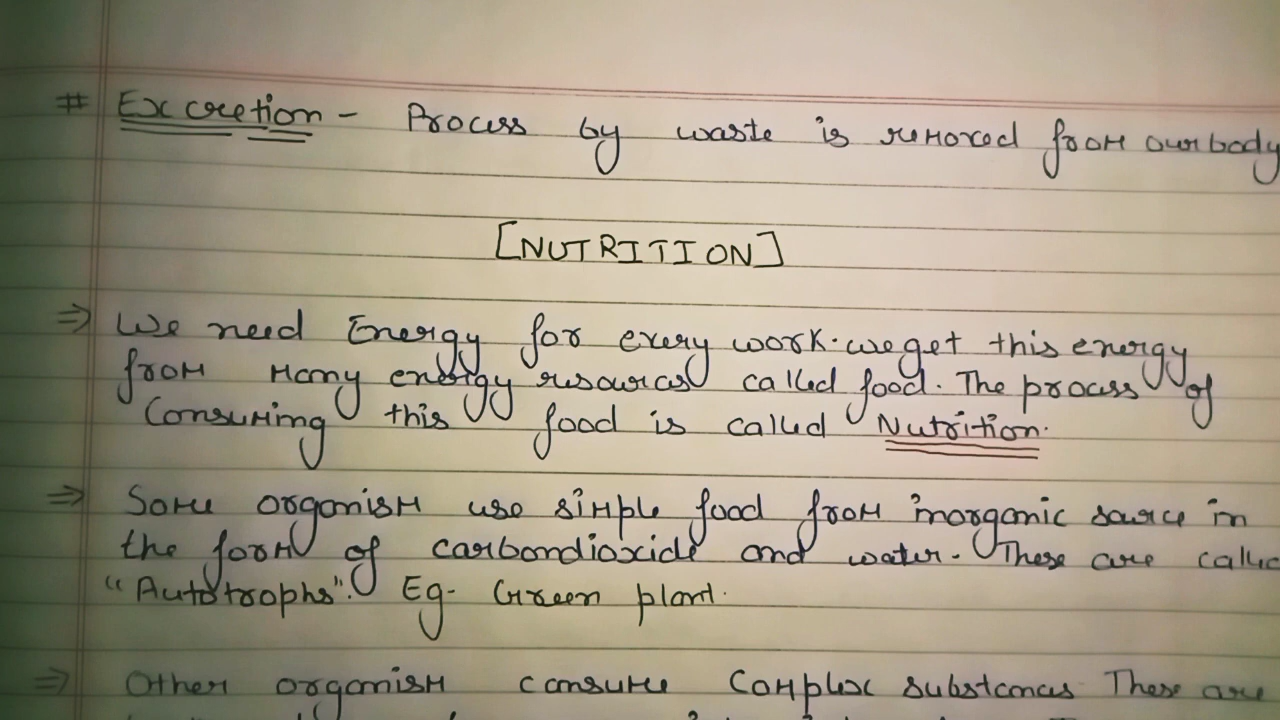 # Excretion - Process by waste is removed from our body
[NUTRITION]
⇒ We need Energy for every work. we get this energy
from many energy resources called food. The process of
Consuming this food is called Nutrition.
⇒ Some organism use simple food from inorganic source in
the form of carbondioxide and water. These are called
"Autotrophs". Eg- Green plant.
⇒ Other organism consume Complex substances These are